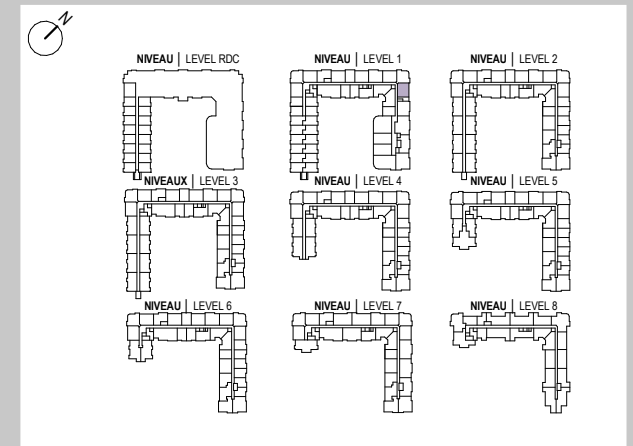 N
NIVEAU | LEVEL RDC
NIVEAU | LEVEL 1
NIVEAU | LEVEL 2
NIVEAUX | LEVEL 3
NIVEAU | LEVEL 4
NIVEAU | LEVEL 5
NIVEAU | LEVEL 6
NIVEAU | LEVEL 7
NIVEAU | LEVEL 8